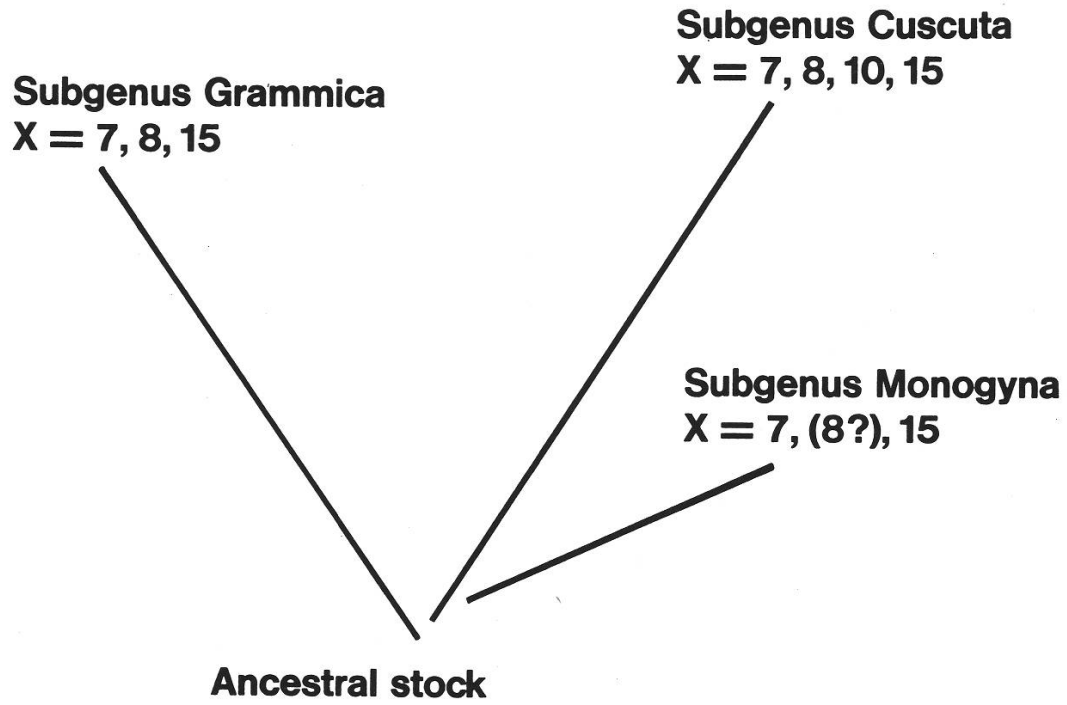 Subgenus Cuscuta
X = 7, 8, 10, 15
Subgenus Grammica
X = 7, 8, 15
Subgenus Monogyna
X = 7, (8?), 15
Ancestral stock